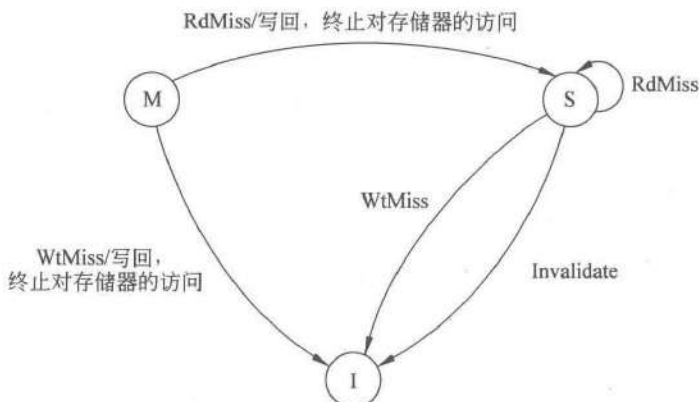 RdMiss/写回，终止对存储器的访问
M
S
RdMiss
WtMiss
WtMiss/写回，
终止对存储器的访问
Invalidate
I